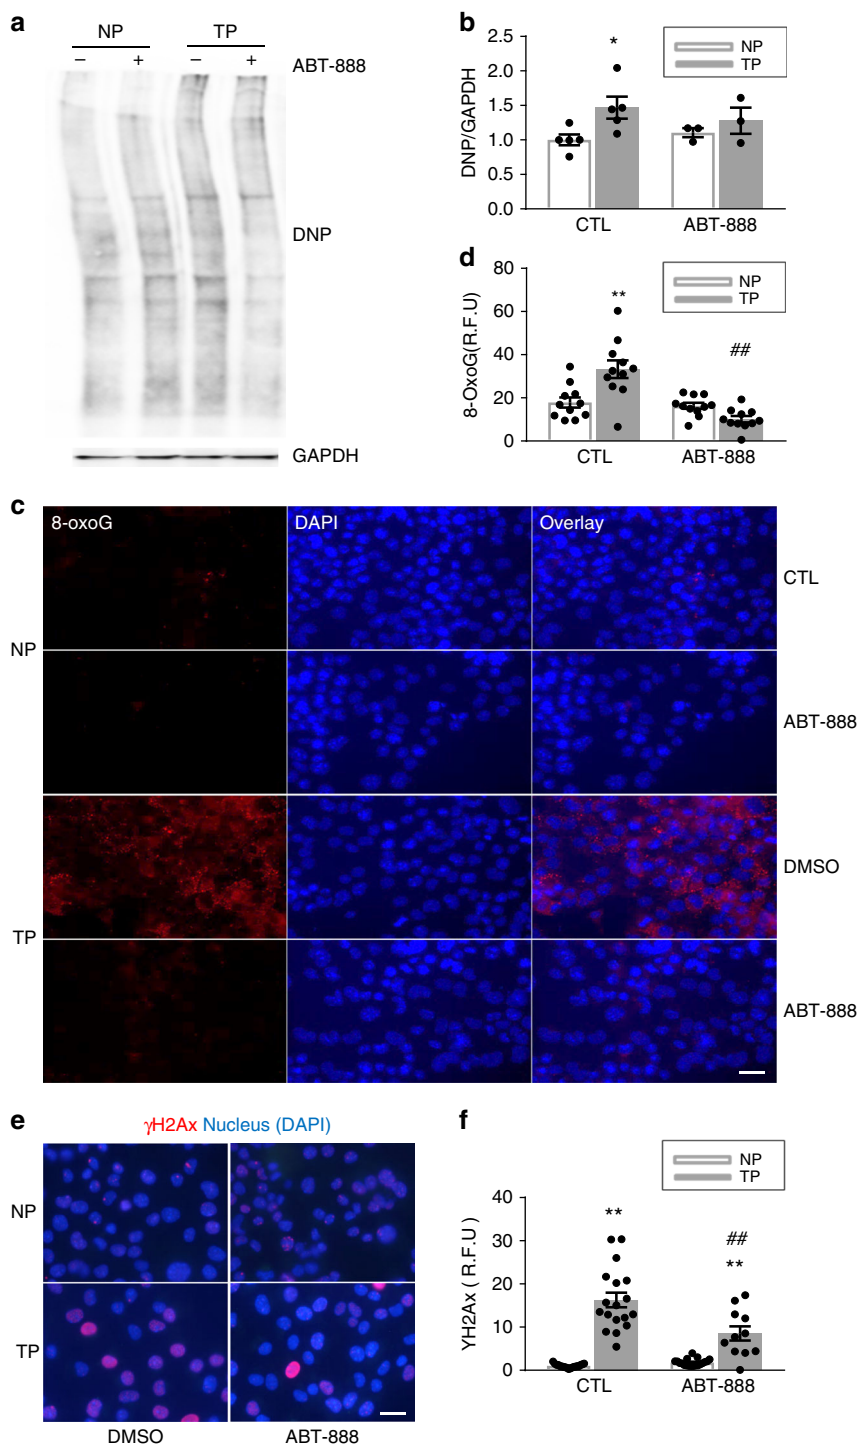 a
NP TP
– + – + ABT-888
DNP
GAPDH
b
2.5
2.0
1.5
1.0
0.5
0.0
DNP/GAPDH
*
NP
TP
CTL ABT-888
d
80
60
40
20
0
8-OxoG(R.F.U)
**
##
NP
TP
CTL ABT-888
c
8-oxoG DAPI Overlay
NP
CTL
ABT-888
TP
DMSO
ABT-888
e
γH2Ax Nucleus (DAPI)
NP
TP
DMSO ABT-888
f
NP
TP
40
30
20
10
0
YH2Ax ( R.F.U )
**
##
**
CTL ABT-888